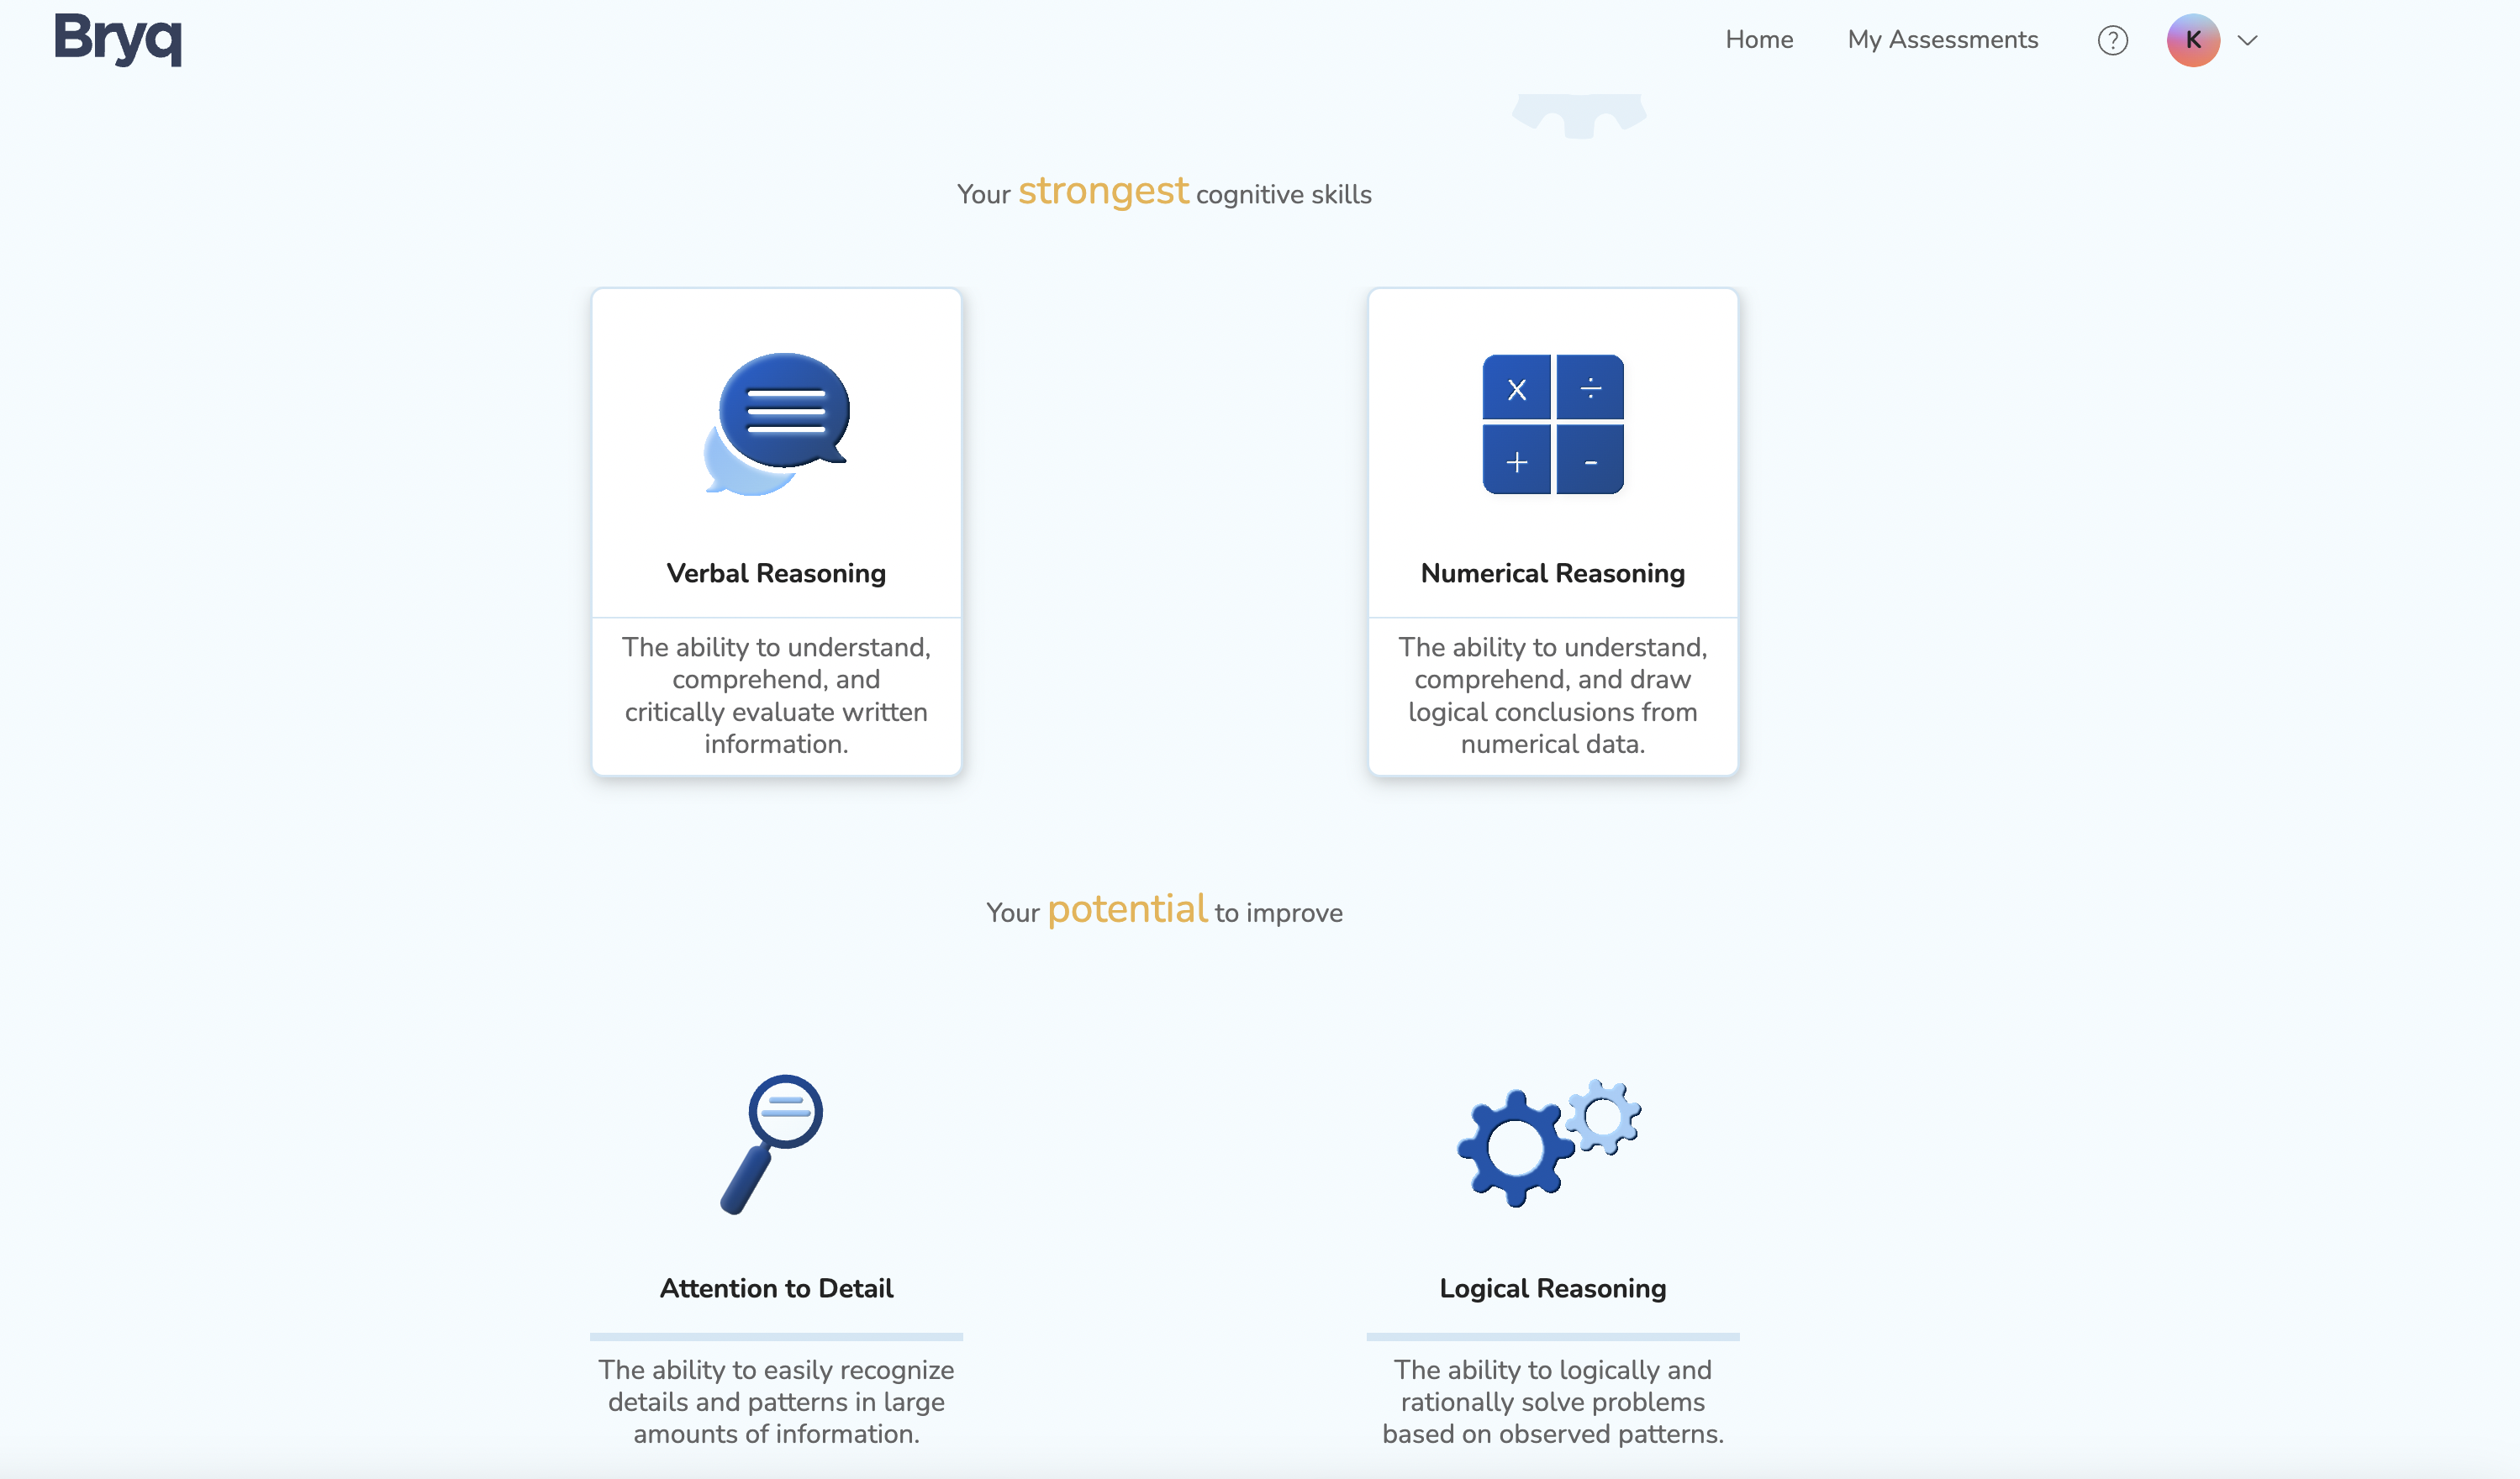 Bryq
Home
My Assessments
?
K
Your strongest cognitive skills
x ÷
+ -
Verbal Reasoning
The ability to understand,
comprehend, and
critically evaluate written
information.
Numerical Reasoning
The ability to understand,
comprehend, and draw
logical conclusions from
numerical data.
Your potential to improve
Attention to Detail
The ability to easily recognize
details and patterns in large
amounts of information.
Logical Reasoning
The ability to logically and
rationally solve problems
based on observed patterns.